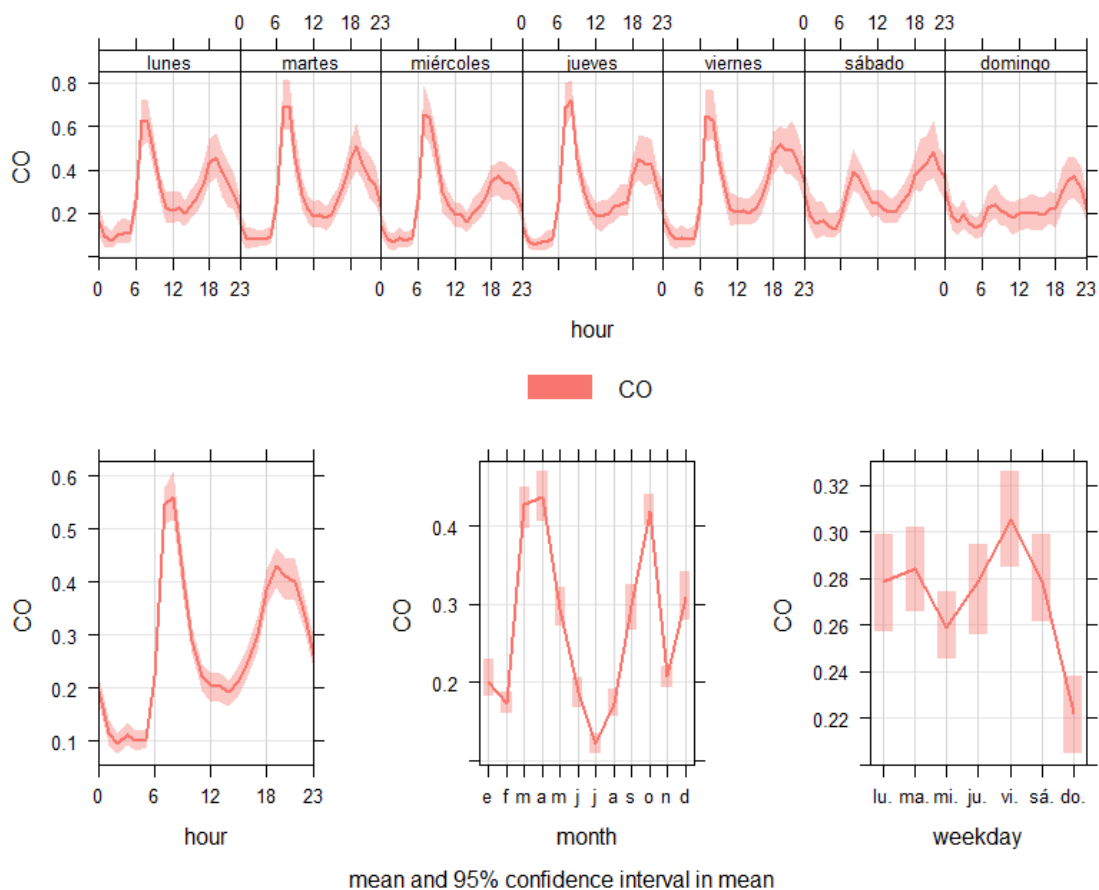 0 6 12 18 23 0 6 12 18 23 0 6 12 18 23
lunes martes miércoles jueves viernes sábado domingo
0.8
0.6
0.4
0.2
CO
0 6 12 18 23 0 6 12 18 23 0 6 12 18 23 0 6 12 18 23
hour
CO
0.6
0.5
0.4
0.3
0.2
0.1
CO
0 6 12 18 23
hour
0.4
0.3
0.2
CO
e f m a m j j a s o n d
month
0.32
0.30
0.28
0.26
0.24
0.22
CO
lu. ma. mi. ju. vi. sá. do.
weekday
mean and 95% confidence interval in mean